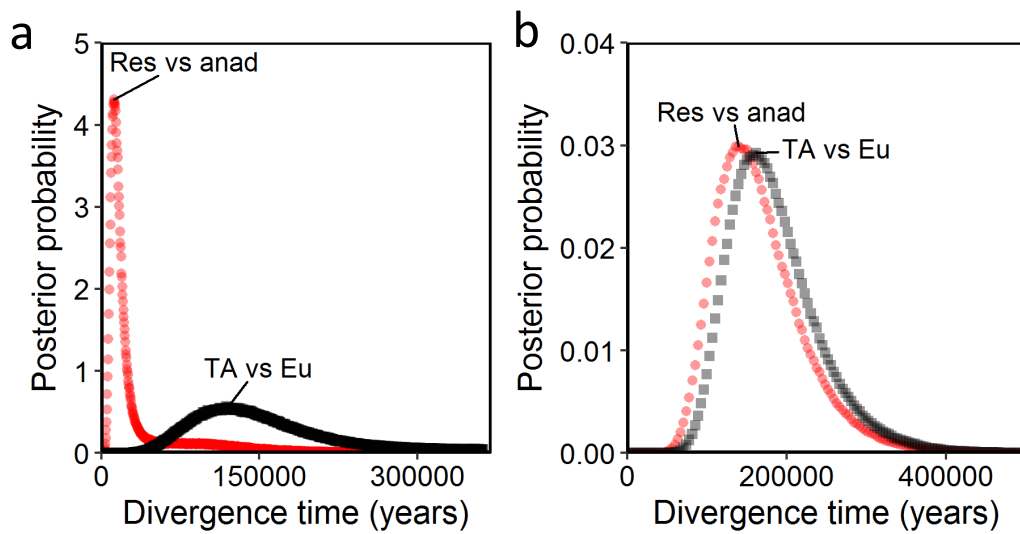 a
5
4
3
2
1
0
Posterior probability
Res vs anad
TA vs Eu
0
150000
300000
Divergence time (years)
b
0.04
0.03
0.02
0.01
0.00
Posterior probability
Res vs anad
TA vs Eu
0
200000
400000
Divergence time (years)